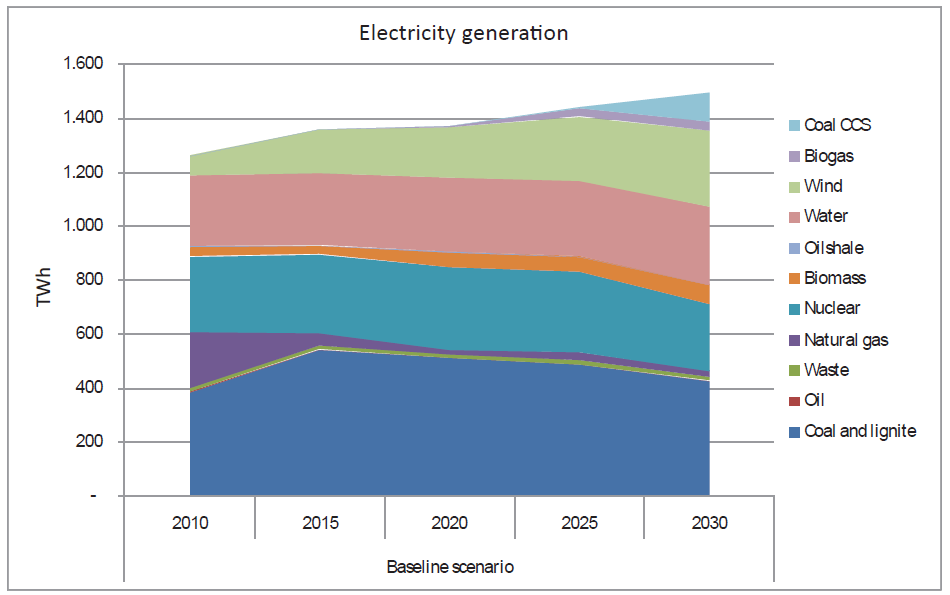 Electricity generation
1.600
1.400
1.200
1.000
800
600
400
200
-
TWh
2010 2015 2020 2025 2030
Baseline scenario
Coal CCS
Biogas
Wind
Water
Oilshale
Biomass
Nuclear
Natural gas
Waste
Oil
Coal and lignite